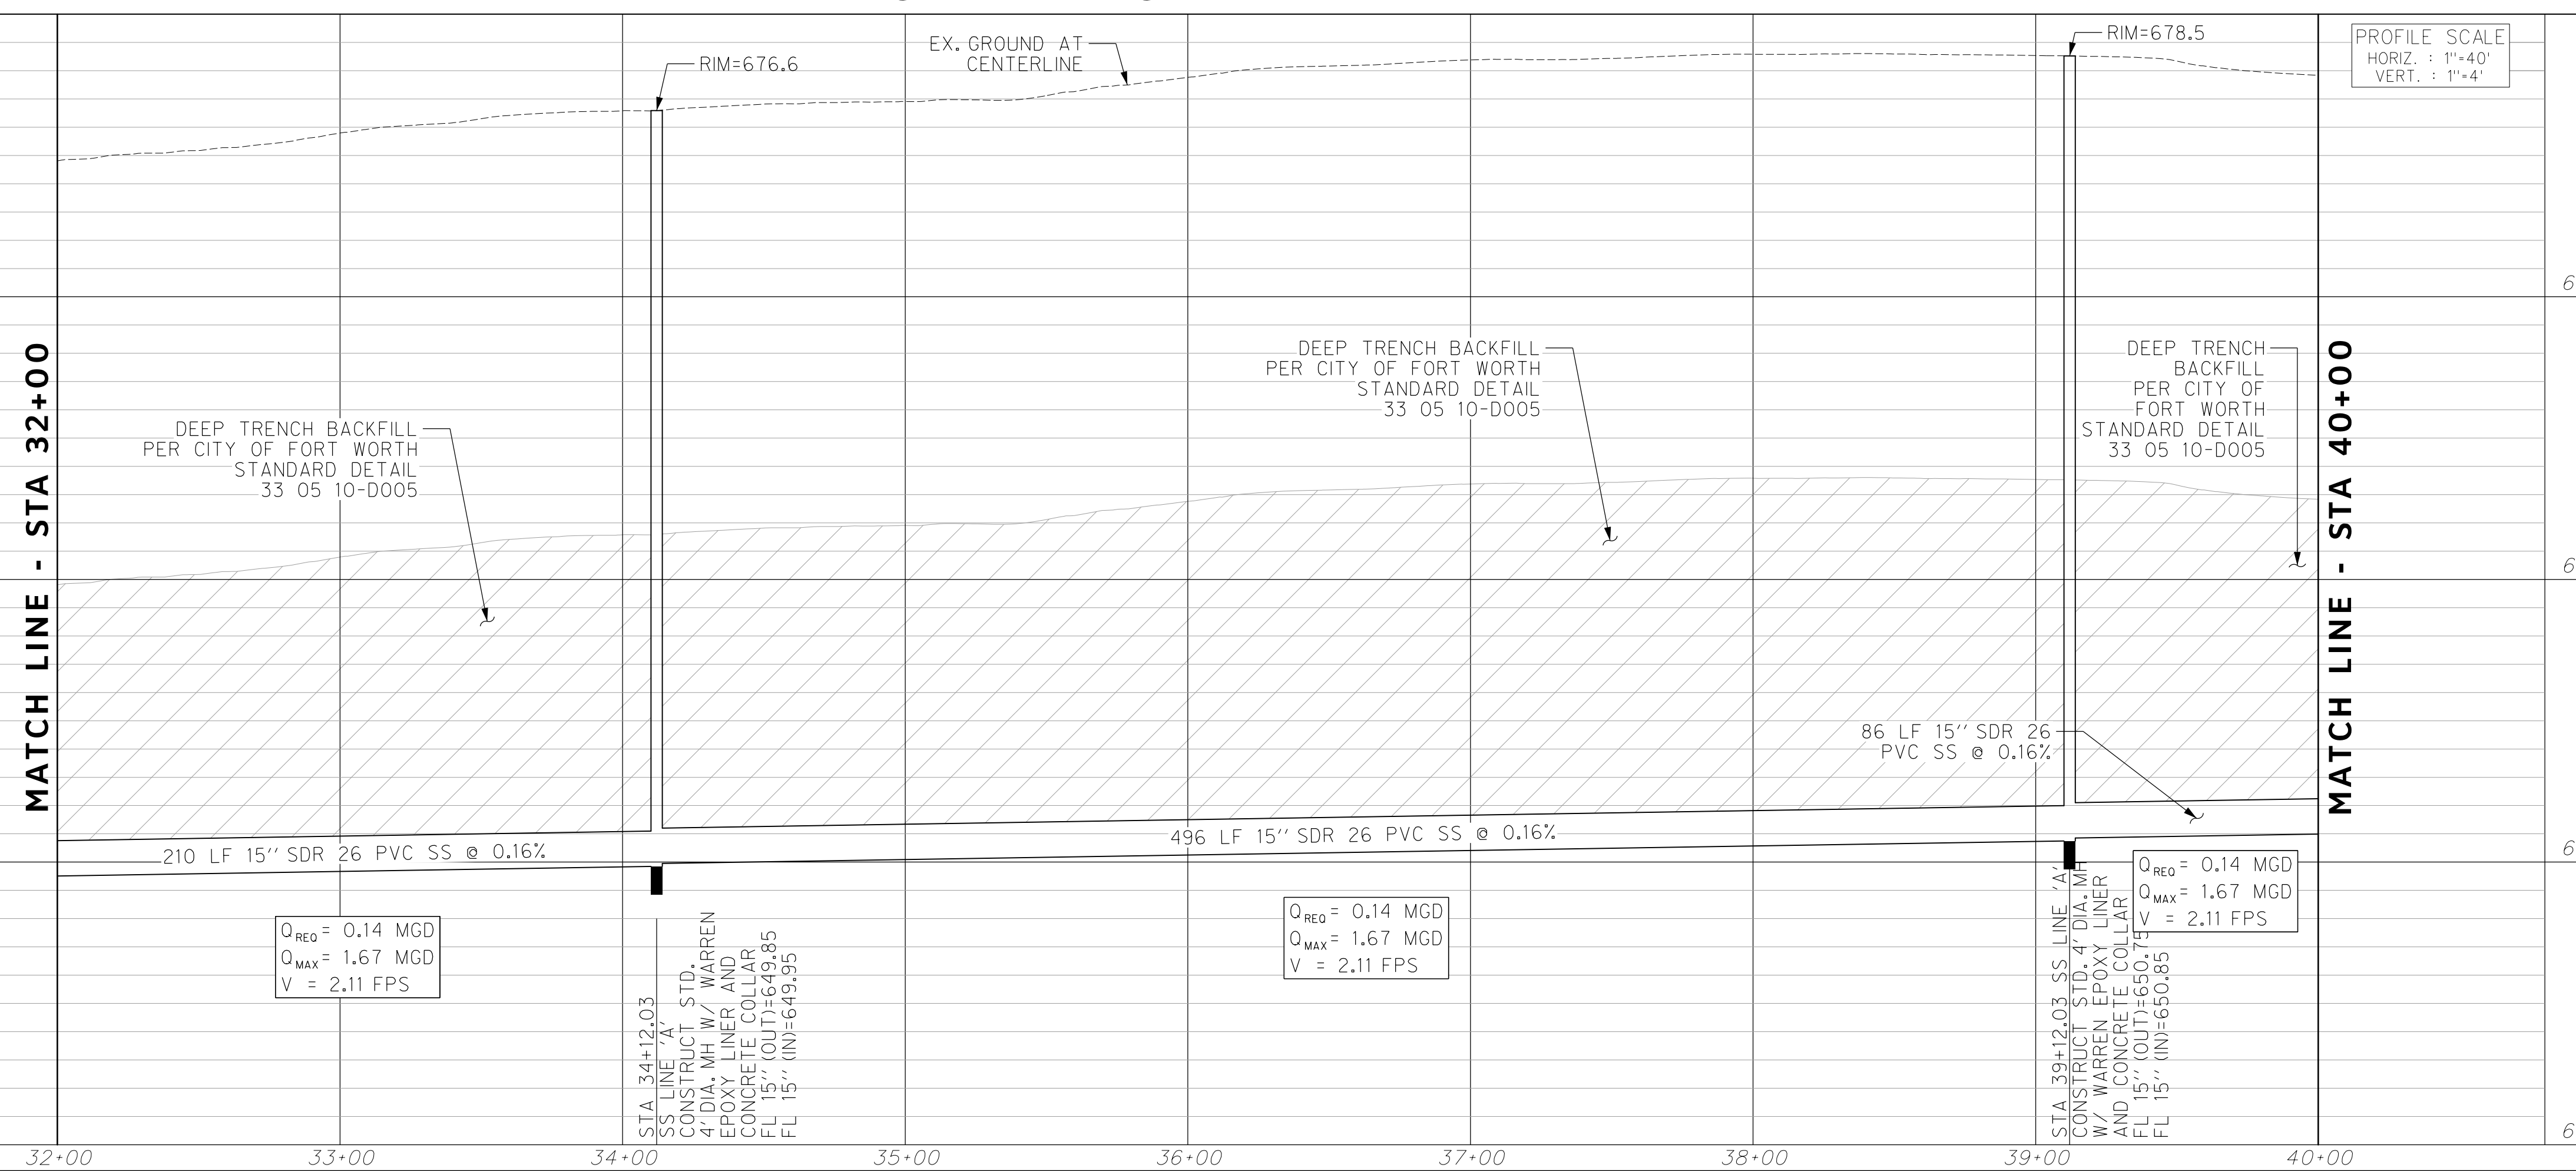 RIM=676.6
EX. GROUND AT
CENTERLINE
RIM=678.5
PROFILE SCALE
HORIZ. : 1"=40'
VERT. : 1"=4'
MATCH LINE - STA 32+00
DEEP TRENCH BACKFILL
PER CITY OF FORT WORTH
STANDARD DETAIL
33 05 10-D005
DEEP TRENCH BACKFILL
PER CITY OF FORT WORTH
STANDARD DETAIL
33 05 10-D005
DEEP TRENCH
BACKFILL
PER CITY OF
FORT WORTH
STANDARD DETAIL
33 05 10-D005
MATCH LINE - STA 40+00
86 LF 15'' SDR 26
PVC SS @ 0.16%
210 LF 15'' SDR 26 PVC SS @ 0.16%
496 LF 15'' SDR 26 PVC SS @ 0.16%
QREQ= 0.14 MGD
QMAX= 1.67 MGD
V = 2.11 FPS
STA 34+12.03
SS LINE 'A'
CONSTRUCT STD.
4' DIA. MH W/ WARREN
EPOXY LINER AND
CONCRETE COLLAR
FL 15'' (OUT)=649.85
FL 15'' (IN)=649.95
QREQ= 0.14 MGD
QMAX= 1.67 MGD
V = 2.11 FPS
STA 39+12.03 SS LINE 'A'
CONSTRUCT STD. 4' DIA. MH
W/ WARREN EPOXY LINER
AND CONCRETE COLLAR
FL 15'' (OUT)=650.75
FL 15'' (IN)=650.85
QREQ= 0.14 MGD
QMAX= 1.67 MGD
V = 2.11 FPS
6
6
6
6
32+00 33+00 34+00 35+00 36+00 37+00 38+00 39+00 40+00